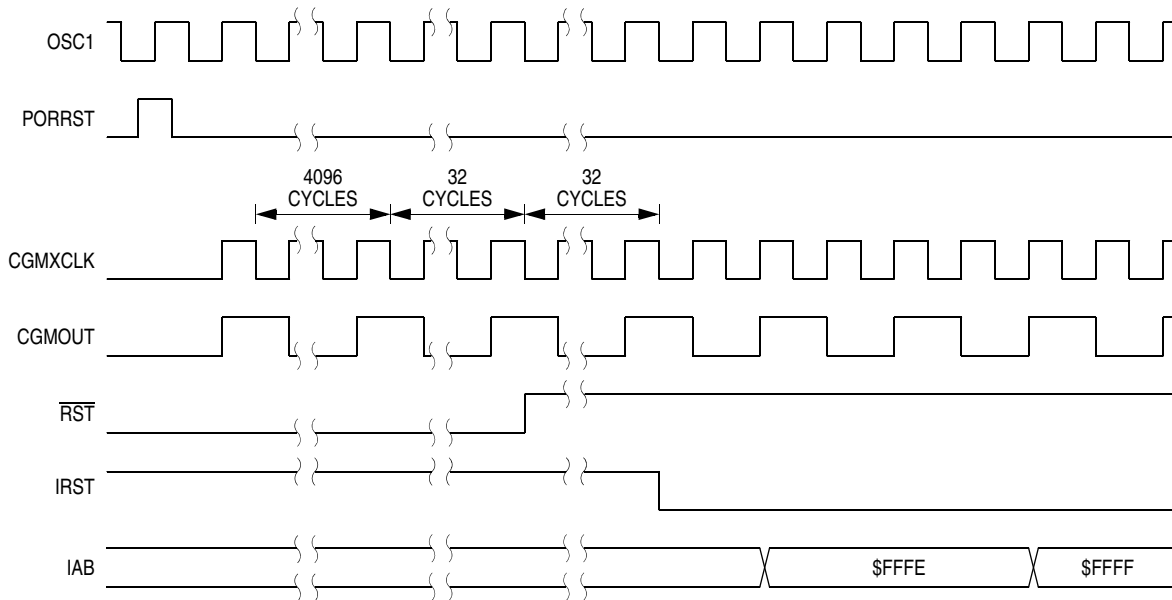 OSC1
PORRST
4096
CYCLES
32
CYCLES
32
CYCLES
CGMXCLK
CGMOUT
RST
IRST
IAB
$FFFE
$FFFF